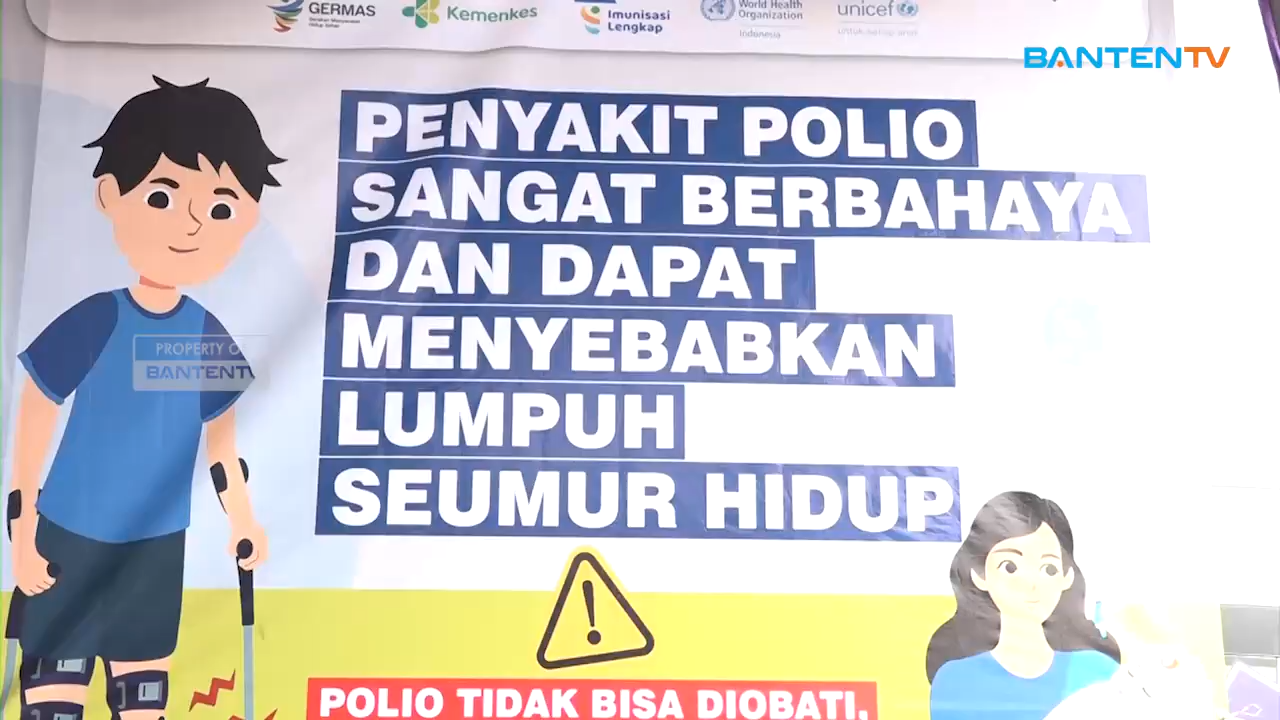 GERMAS
Kemenkes
Imunisasi
Lengkap
World Health
Organization
Indonesia
unicef
BANTENTV
PENYAKIT POLIO
SANGAT BERBAHAYA
DAN DAPAT
MENYEBABKAN
LUMPUH
SEUMUR HIDUP
PROPERTY O
BANTENTV
POLIO TIDAK BISA DIOBATI,